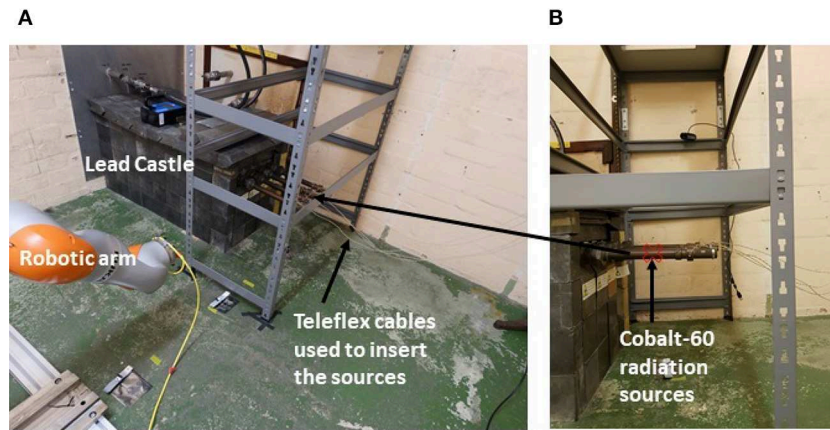 A
B
Lead Castle
Robotic arm
Teleflex cables
used to insert
the sources
Cobalt-60
radiation
sources